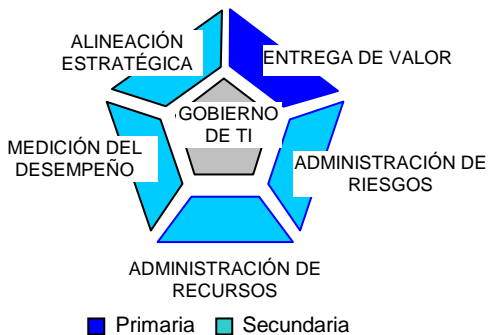 ALINEACIÓN
ESTRATÉGICA
ENTREGA DE VALOR
GOBIERNO
DE TI
MEDICIÓN DEL
DESEMPEÑO
ADMINISTRACIÓN DE
RIESGOS
ADMINISTRACIÓN DE
RECURSOS
Primaria Secundaria